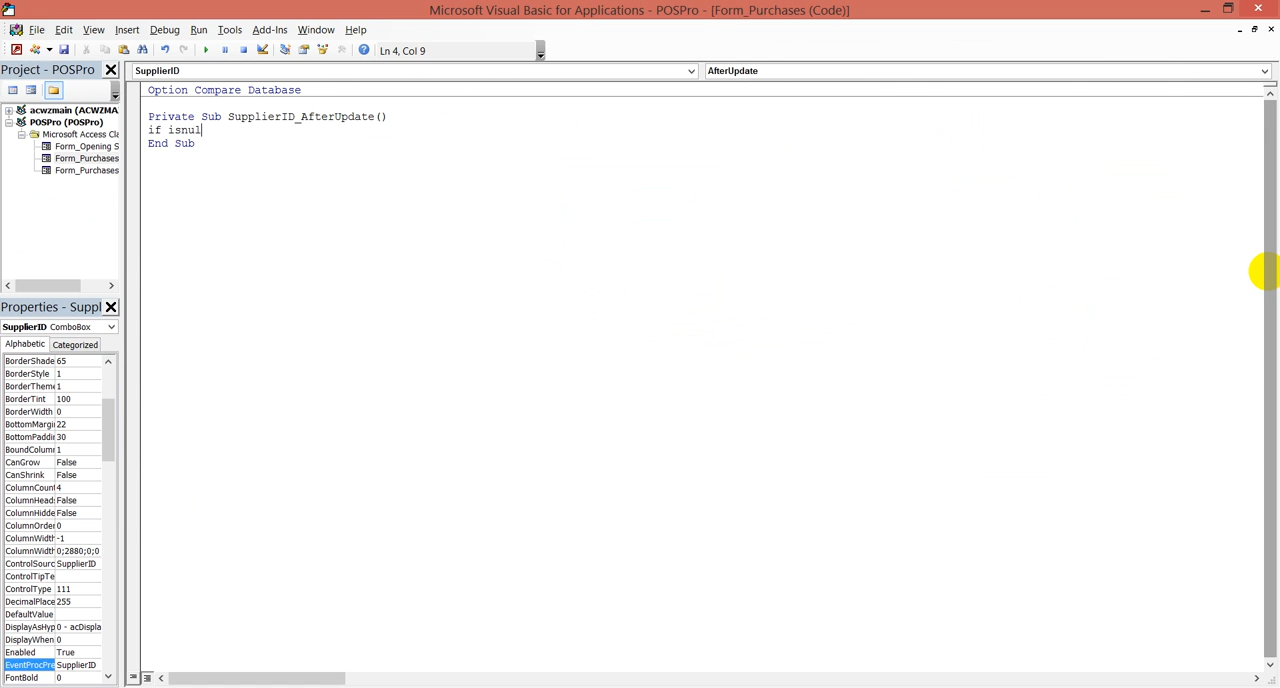 Microsoft Visual Basic for Applications - POSPro - [Form_Purchases (Code)]
File Edit View Insert Debug Run Tools Add-Ins Window Help
Ln 4, Col 9
Project - POSPro
SupplierID
AfterUpdate
acwzmain (ACWZMA
POSPro (POSPro)
Microsoft Access Cla
Form_Opening S
Form_Purchases
Form_Purchases
Option Compare Database
Private Sub SupplierID_AfterUpdate()
if isnul
End Sub
Properties - Suppl
SupplierID ComboBox
Alphabetic Categorized
BorderShade 65
BorderStyle 1
BorderTheme 1
BorderTint 100
BorderWidth 0
BottomMargi 22
BottomPaddi 30
BoundColumn 1
CanGrow False
CanShrink False
ColumnCount 4
ColumnHead: False
ColumnHidde False
ColumnOrder 0
ColumnWidth -1
ColumnWidth 0;2880;0;0
ControlSourc SupplierID
ControlTipTe
ControlType 111
DecimalPlace 255
DefaultValue
DisplayAsHyp 0 - acDispla
DisplayWhen 0
Enabled True
EventProcPre SupplierID
FontBold 0